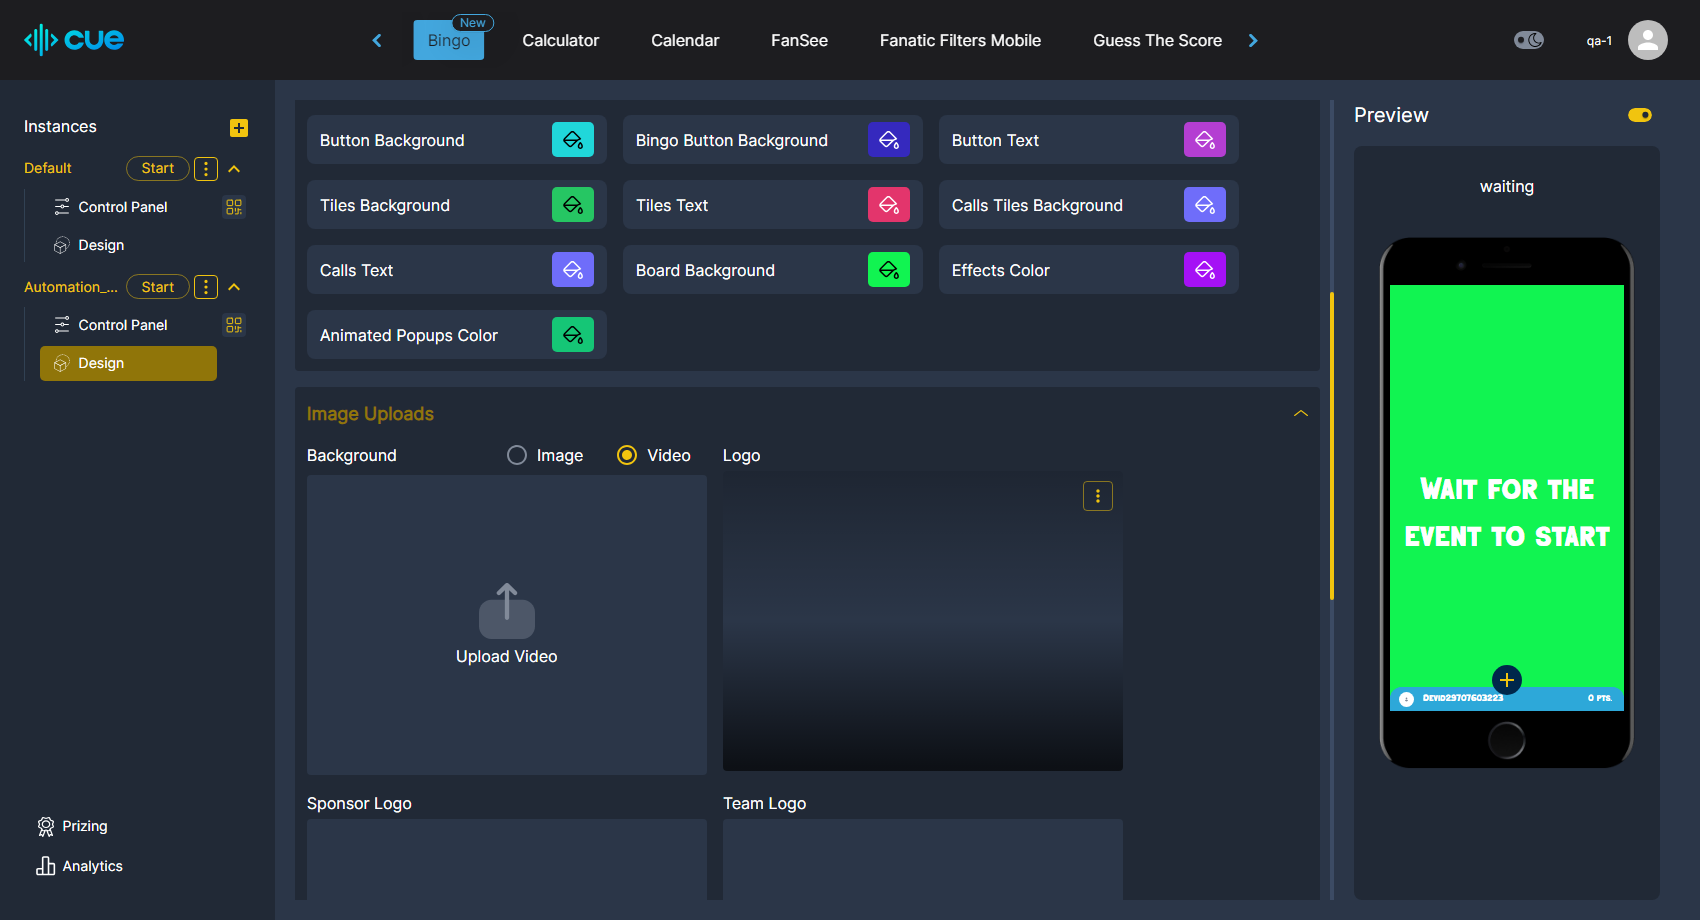 cue
New
Bingo
Calculator
Calendar
FanSee
Fanatic Filters Mobile
Guess The Score
qa-1
Instances
Default
Start
Control Panel
Design
Automation_...
Start
Control Panel
Design
Prizing
Analytics
Button Background
Bingo Button Background
Button Text
Tiles Background
Tiles Text
Calls Tiles Background
Calls Text
Board Background
Effects Color
Animated Popups Color
Image Uploads
Background
Image
Video
Logo
Upload Video
Sponsor Logo
Team Logo
Preview
waiting
WAIT FOR THE
EVENT TO START
DEVID29707603223
0 PTS.